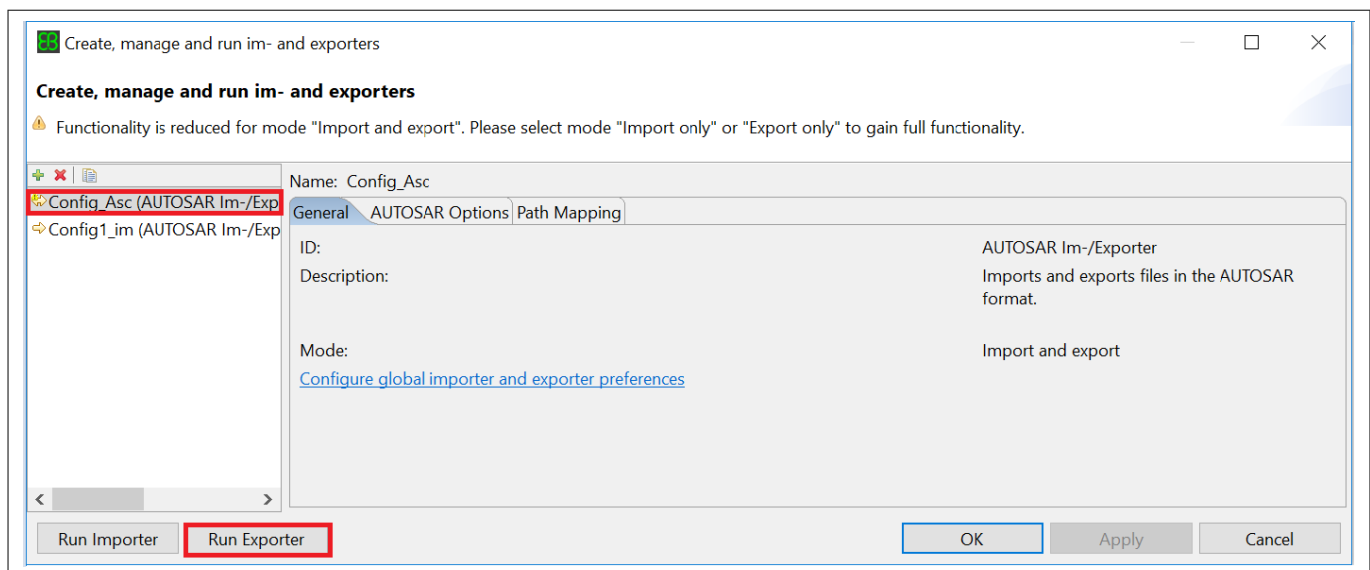 EB Create, manage and run im- and exporters
Create, manage and run im- and exporters
Functionality is reduced for mode "Import and export". Please select mode "Import only" or "Export only" to gain full functionality.
Name: Config_Asc
Config_Asc (AUTOSAR Im-/Exp
General AUTOSAR Options Path Mapping
Config1_im (AUTOSAR Im-/Exp
ID: AUTOSAR Im-/Exporter
Description: Imports and exports files in the AUTOSAR
format.
Mode: Import and export
Configure global importer and exporter preferences
Run Importer Run Exporter OK Apply Cancel